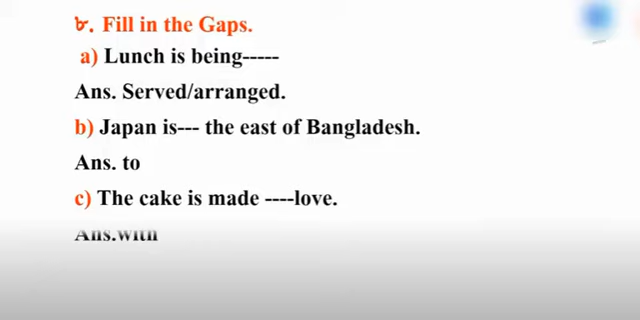 ৮. Fill in the Gaps.
a) Lunch is being-----
Ans. Served/arranged.
b) Japan is--- the east of Bangladesh.
Ans. to
c) The cake is made ----love.
Ans.with